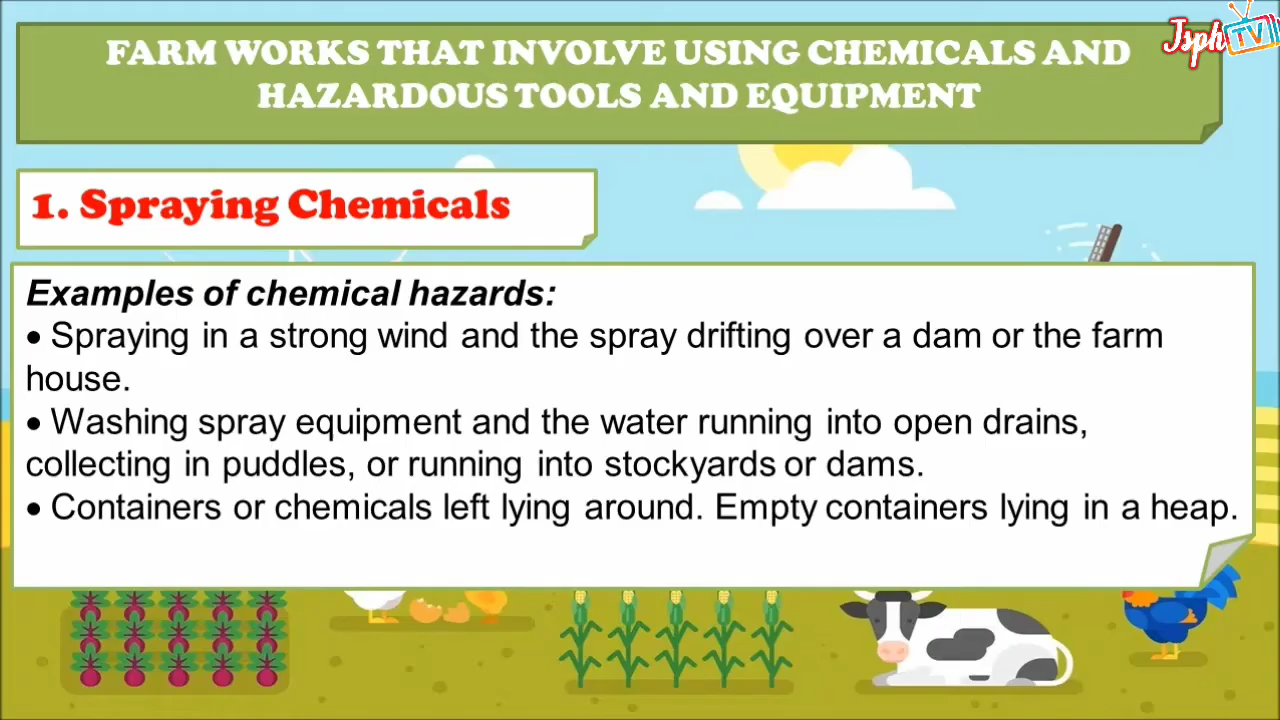 Jsph TV
FARM WORKS THAT INVOLVE USING CHEMICALS AND
HAZARDOUS TOOLS AND EQUIPMENT
1. Spraying Chemicals
Examples of chemical hazards:
• Spraying in a strong wind and the spray drifting over a dam or the farm
house.
• Washing spray equipment and the water running into open drains,
collecting in puddles, or running into stockyards or dams.
• Containers or chemicals left lying around. Empty containers lying in a heap.